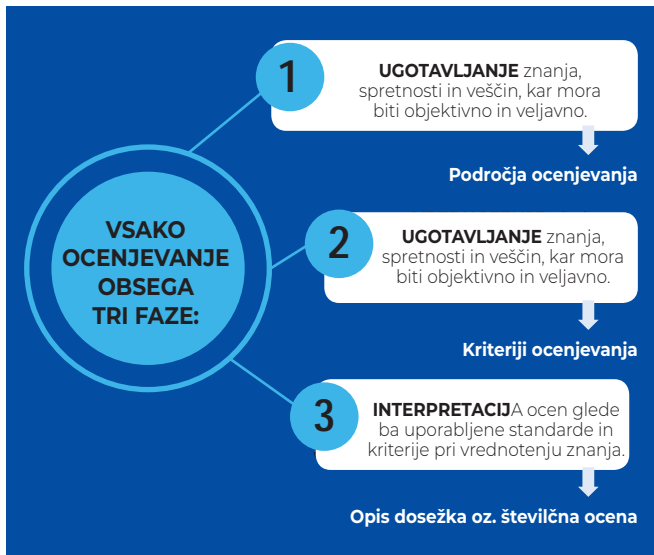 VSAKO
OCENJEVANJE
OBSEGA
TRI FAZE:
1
UGOTAVLJANJE znanja,
spretnosti in veščin, kar mora
biti objektivno in veljavno.
Področja ocenjevanja
2
UGOTAVLJANJE znanja,
spretnosti in veščin, kar mora
biti objektivno in veljavno.
Kriteriji ocenjevanja
3
INTERPRETACIJA ocen glede
ba uporabljene standarde in
kriterije pri vrednotenju znanja.
Opis dosežka oz. številčna ocena